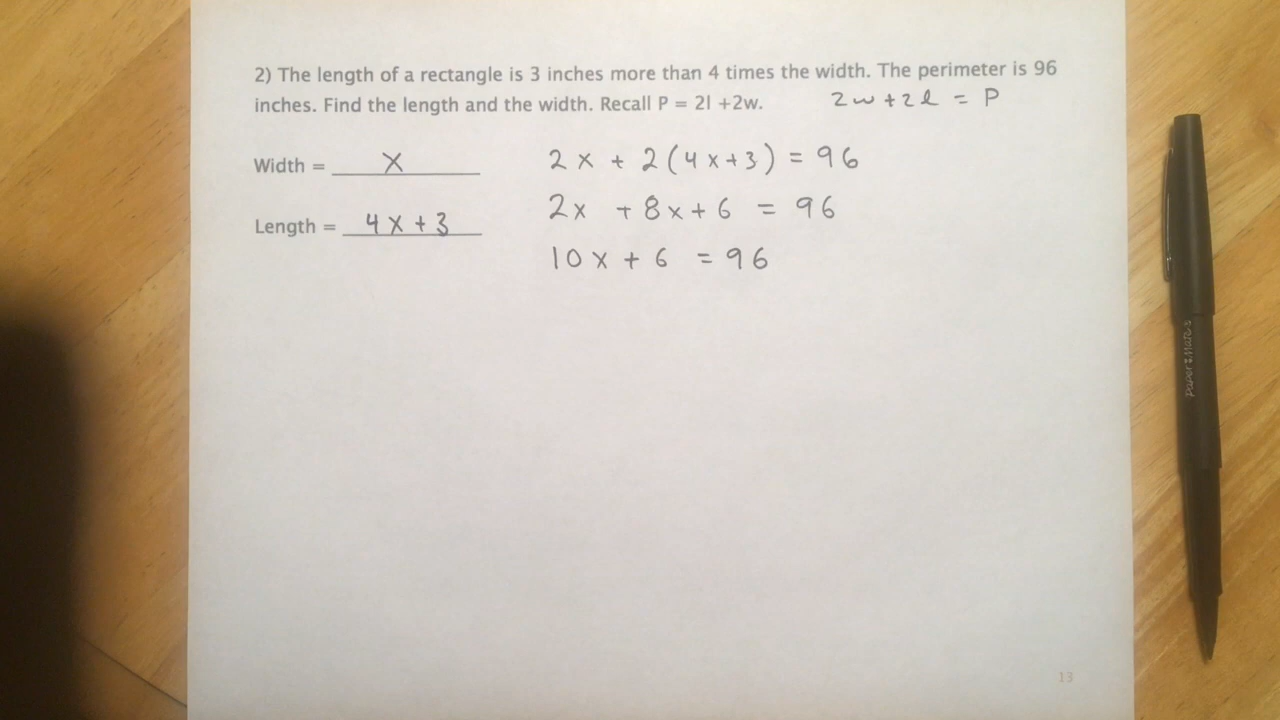 2) The length of a rectangle is 3 inches more than 4 times the width. The perimeter is 96
inches. Find the length and the width. Recall P = 2l +2w.
2w + 2l = P
Width = x
2x + 2(4x+3) = 96
2x + 8x + 6 = 96
Length = 4x + 3
10x + 6 = 96
Paper Mate
13